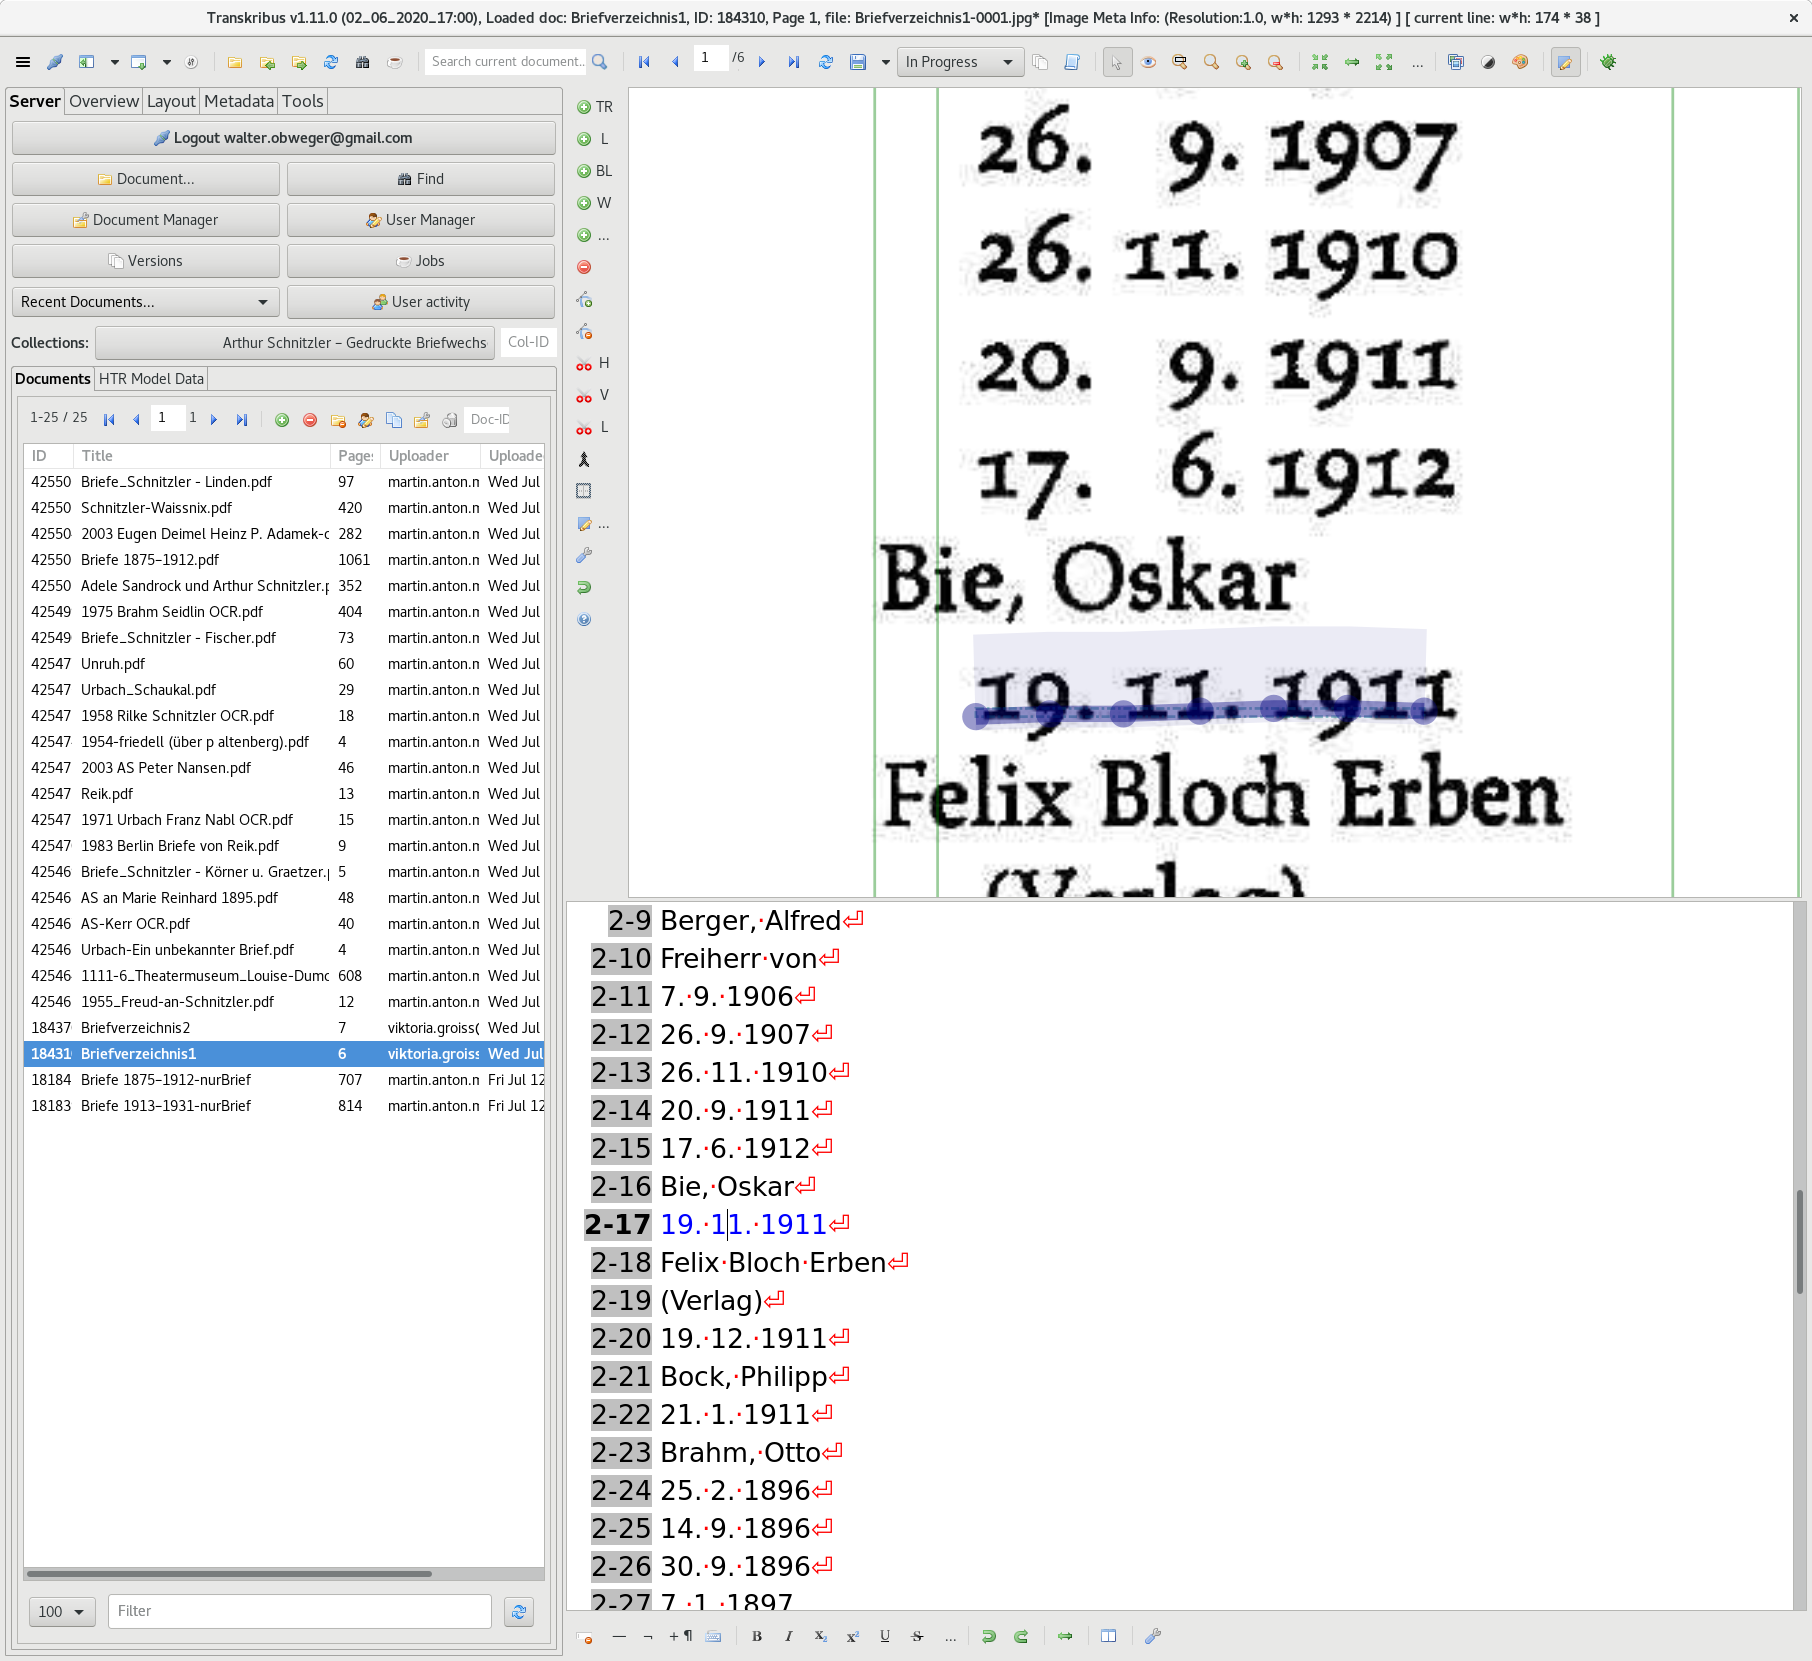 Transkribus v1.11.0 (02_06_2020_17:00), Loaded doc: Briefverzeichnis1, ID: 184310, Page 1, file: Briefverzeichnis1-0001.jpg* [Image Meta Info: (Resolution:1.0, w*h: 1293 * 2214) ] [ current line: w*h: 174 * 38 ]
Search current document..
1 /6
In Progress
...
Server Overview Layout Metadata Tools
Logout walter.obweger@gmail.com
Document... Find
Document Manager User Manager
Versions Jobs
Recent Documents... User activity
Collections: Arthur Schnitzler – Gedruckte Briefwechs Col-ID
Documents HTR Model Data
1-25 / 25 1 1 Doc-ID
ID Title Pages Uploader Uploade
42550 Briefe_Schnitzler - Linden.pdf 97 martin.anton.m Wed Jul
42550 Schnitzler-Waissnix.pdf 420 martin.anton.m Wed Jul
42550 2003 Eugen Deimel Heinz P. Adamek-c 282 martin.anton.m Wed Jul
42550 Briefe 1875–1912.pdf 1061 martin.anton.m Wed Jul
42550 Adele Sandrock und Arthur Schnitzler.p 352 martin.anton.m Wed Jul
42549 1975 Brahm Seidlin OCR.pdf 404 martin.anton.m Wed Jul
42549 Briefe_Schnitzler - Fischer.pdf 73 martin.anton.m Wed Jul
42547 Unruh.pdf 60 martin.anton.m Wed Jul
42547 Urbach_Schaukal.pdf 29 martin.anton.m Wed Jul
42547 1958 Rilke Schnitzler OCR.pdf 18 martin.anton.m Wed Jul
42547 1954-friedell (über p altenberg).pdf 4 martin.anton.m Wed Jul
42547 2003 AS Peter Nansen.pdf 46 martin.anton.m Wed Jul
42547 Reik.pdf 13 martin.anton.m Wed Jul
42547 1971 Urbach Franz Nabl OCR.pdf 15 martin.anton.m Wed Jul
42547 1983 Berlin Briefe von Reik.pdf 9 martin.anton.m Wed Jul
42546 Briefe_Schnitzler - Körner u. Graetzer.p 5 martin.anton.m Wed Jul
42546 AS an Marie Reinhard 1895.pdf 48 martin.anton.m Wed Jul
42546 AS-Kerr OCR.pdf 40 martin.anton.m Wed Jul
42546 Urbach-Ein unbekannter Brief.pdf 4 martin.anton.m Wed Jul
42546 1111-6_Theatermuseum_Louise-Dumc 608 martin.anton.m Wed Jul
42546 1955_Freud-an-Schnitzler.pdf 12 martin.anton.m Wed Jul
18437 Briefverzeichnis2 7 viktoria.groiss( Wed Jul
18431 Briefverzeichnis1 6 viktoria.groiss Wed Jul
18184 Briefe 1875–1912-nurBrief 707 martin.anton.m Fri Jul 12
18183 Briefe 1913–1931-nurBrief 814 martin.anton.m Fri Jul 12
100 Filter
TR
L
BL
W
...
H
V
L
...
26. 9. 1907
26. 11. 1910
20. 9. 1911
17. 6. 1912
Bie, Oskar
19. 11. 1911
Felix Bloch Erben
(Verlag)
2-9 Berger,·Alfred⏎
2-10 Freiherr·von⏎
2-11 7.·9.·1906⏎
2-12 26.·9.·1907⏎
2-13 26.·11.·1910⏎
2-14 20.·9.·1911⏎
2-15 17.·6.·1912⏎
2-16 Bie,·Oskar⏎
2-17 19.·11.·1911⏎
2-18 Felix·Bloch·Erben⏎
2-19 (Verlag)⏎
2-20 19.·12.·1911⏎
2-21 Bock,·Philipp⏎
2-22 21.·1.·1911⏎
2-23 Brahm,·Otto⏎
2-24 25.·2.·1896⏎
2-25 14.·9.·1896⏎
2-26 30.·9.·1896⏎
2-27 7.·1.·1897
— ¬ +¶ B I X₂ X² U S ...